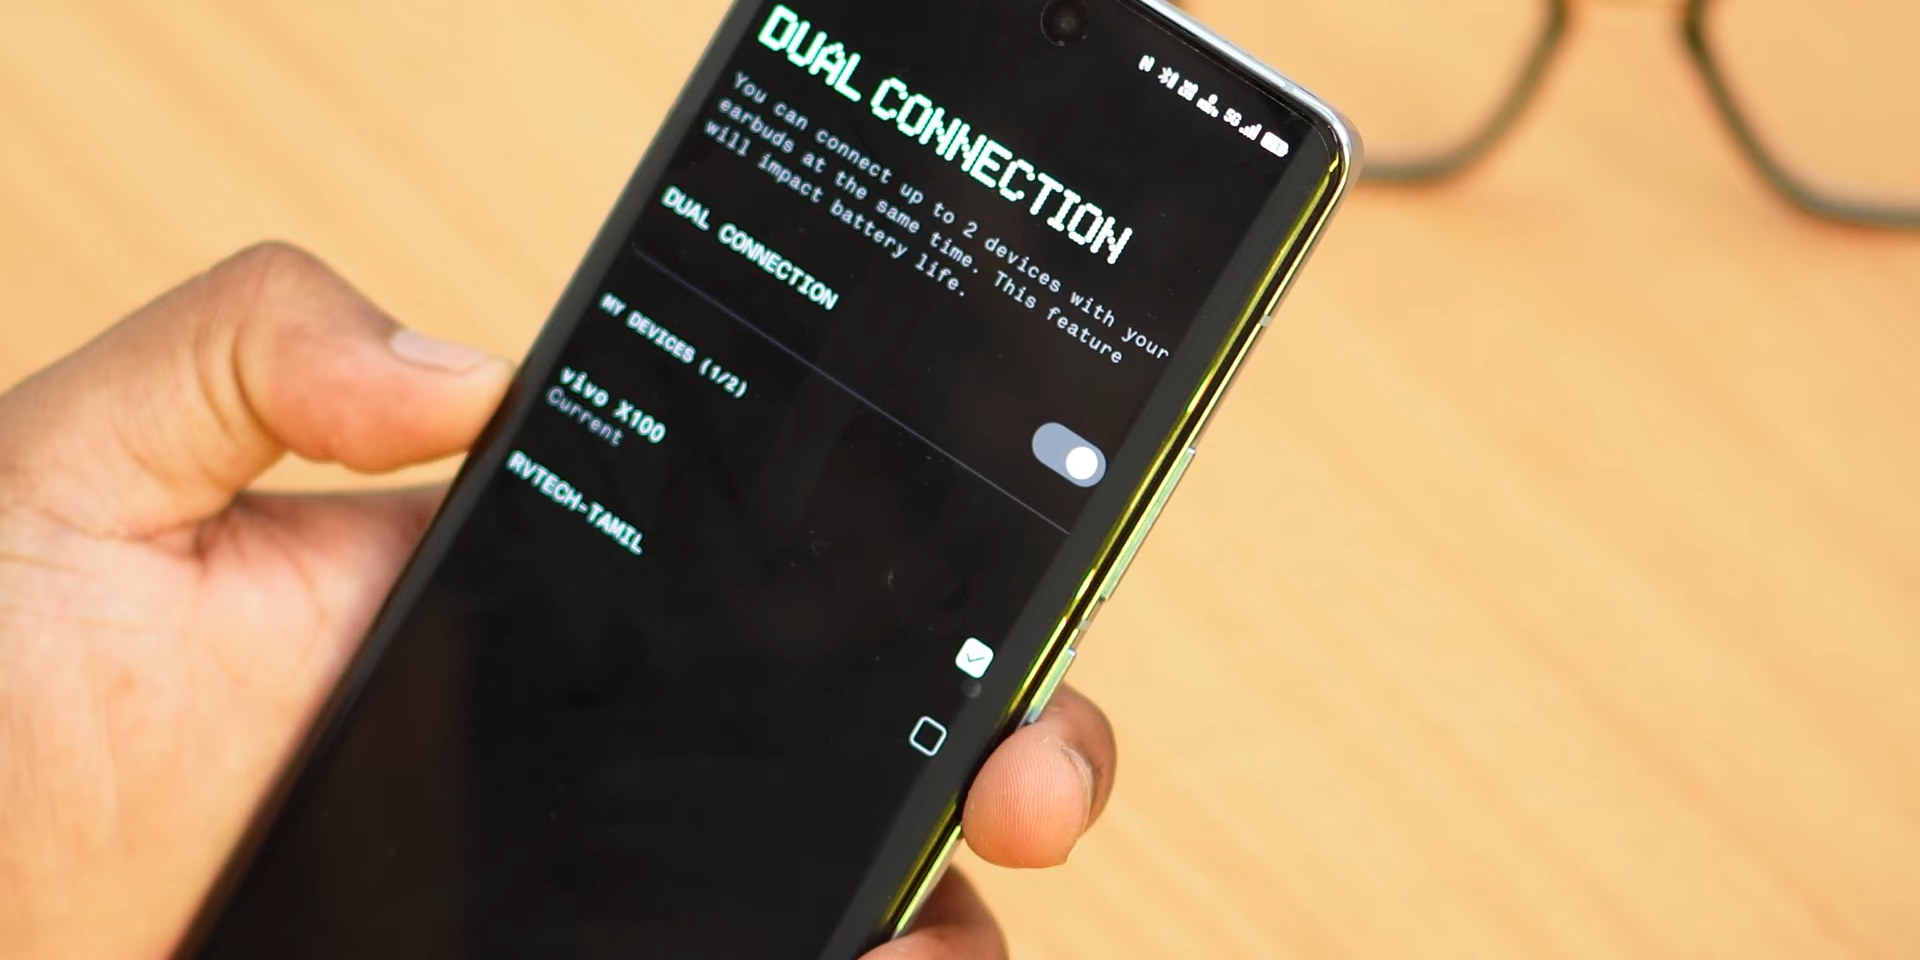 DUAL CONNECTION
You can connect up to 2 devices with your
earbuds at the same time. This feature
will impact battery life.
DUAL CONNECTION
MY DEVICES (1/2)
vivo X100
Current
RVTECH-TAMIL